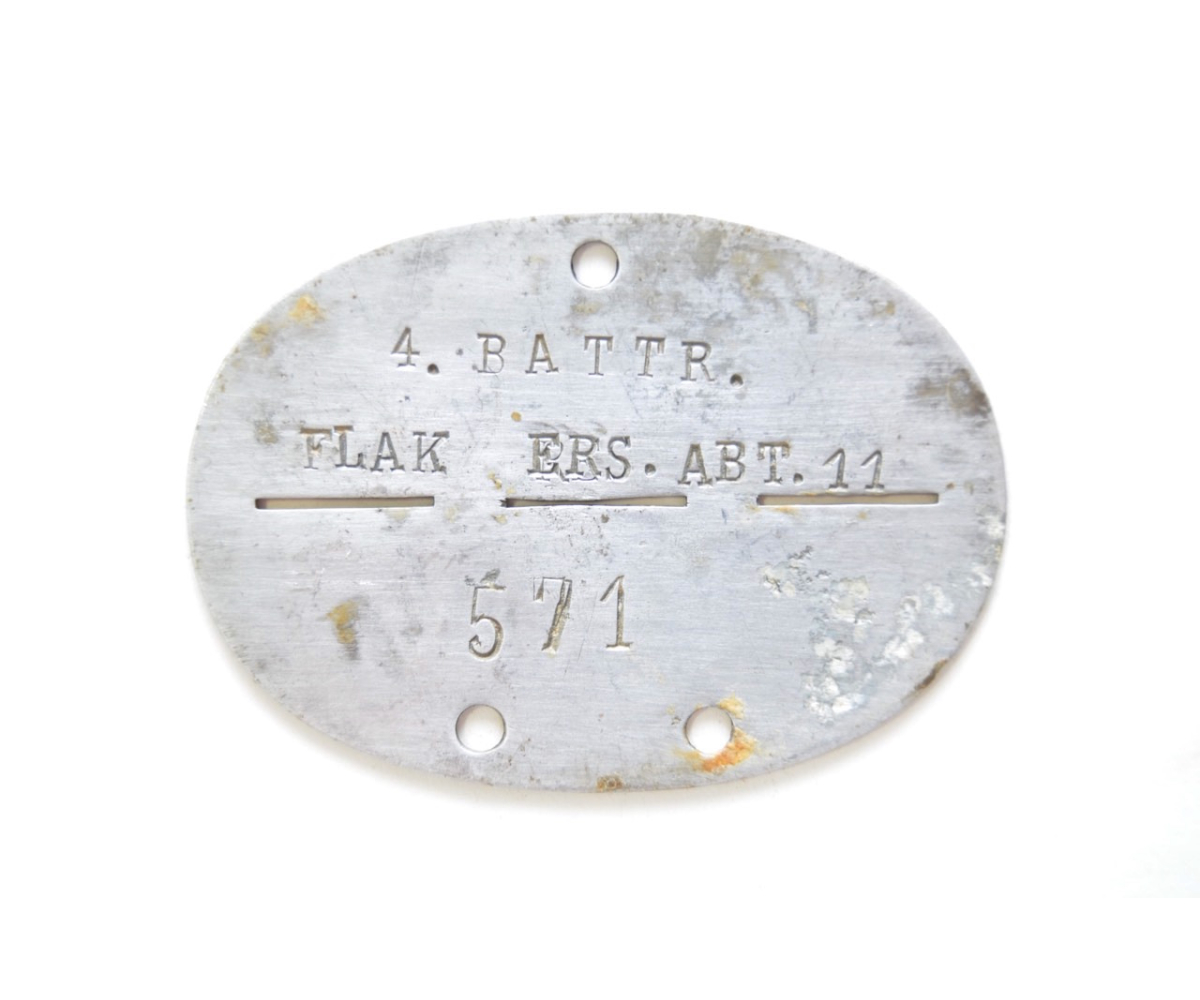 4. BATTR.
FLAK ERS. ABT. 11
571